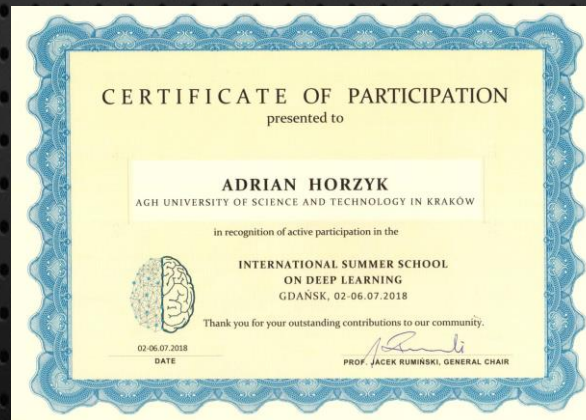 CERTIFICATE OF PARTICIPATION
presented to
ADRIAN HORZYK
AGH UNIVERSITY OF SCIENCE AND TECHNOLOGY IN KRAKÓW
in recognition of active participation in the
INTERNATIONAL SUMMER SCHOOL
ON DEEP LEARNING
GDAŃSK, 02-06.07.2018
Thank you for your outstanding contributions to our community.
02-06.07.2018
DATE
PROF. JACEK RUMIŃSKI, GENERAL CHAIR